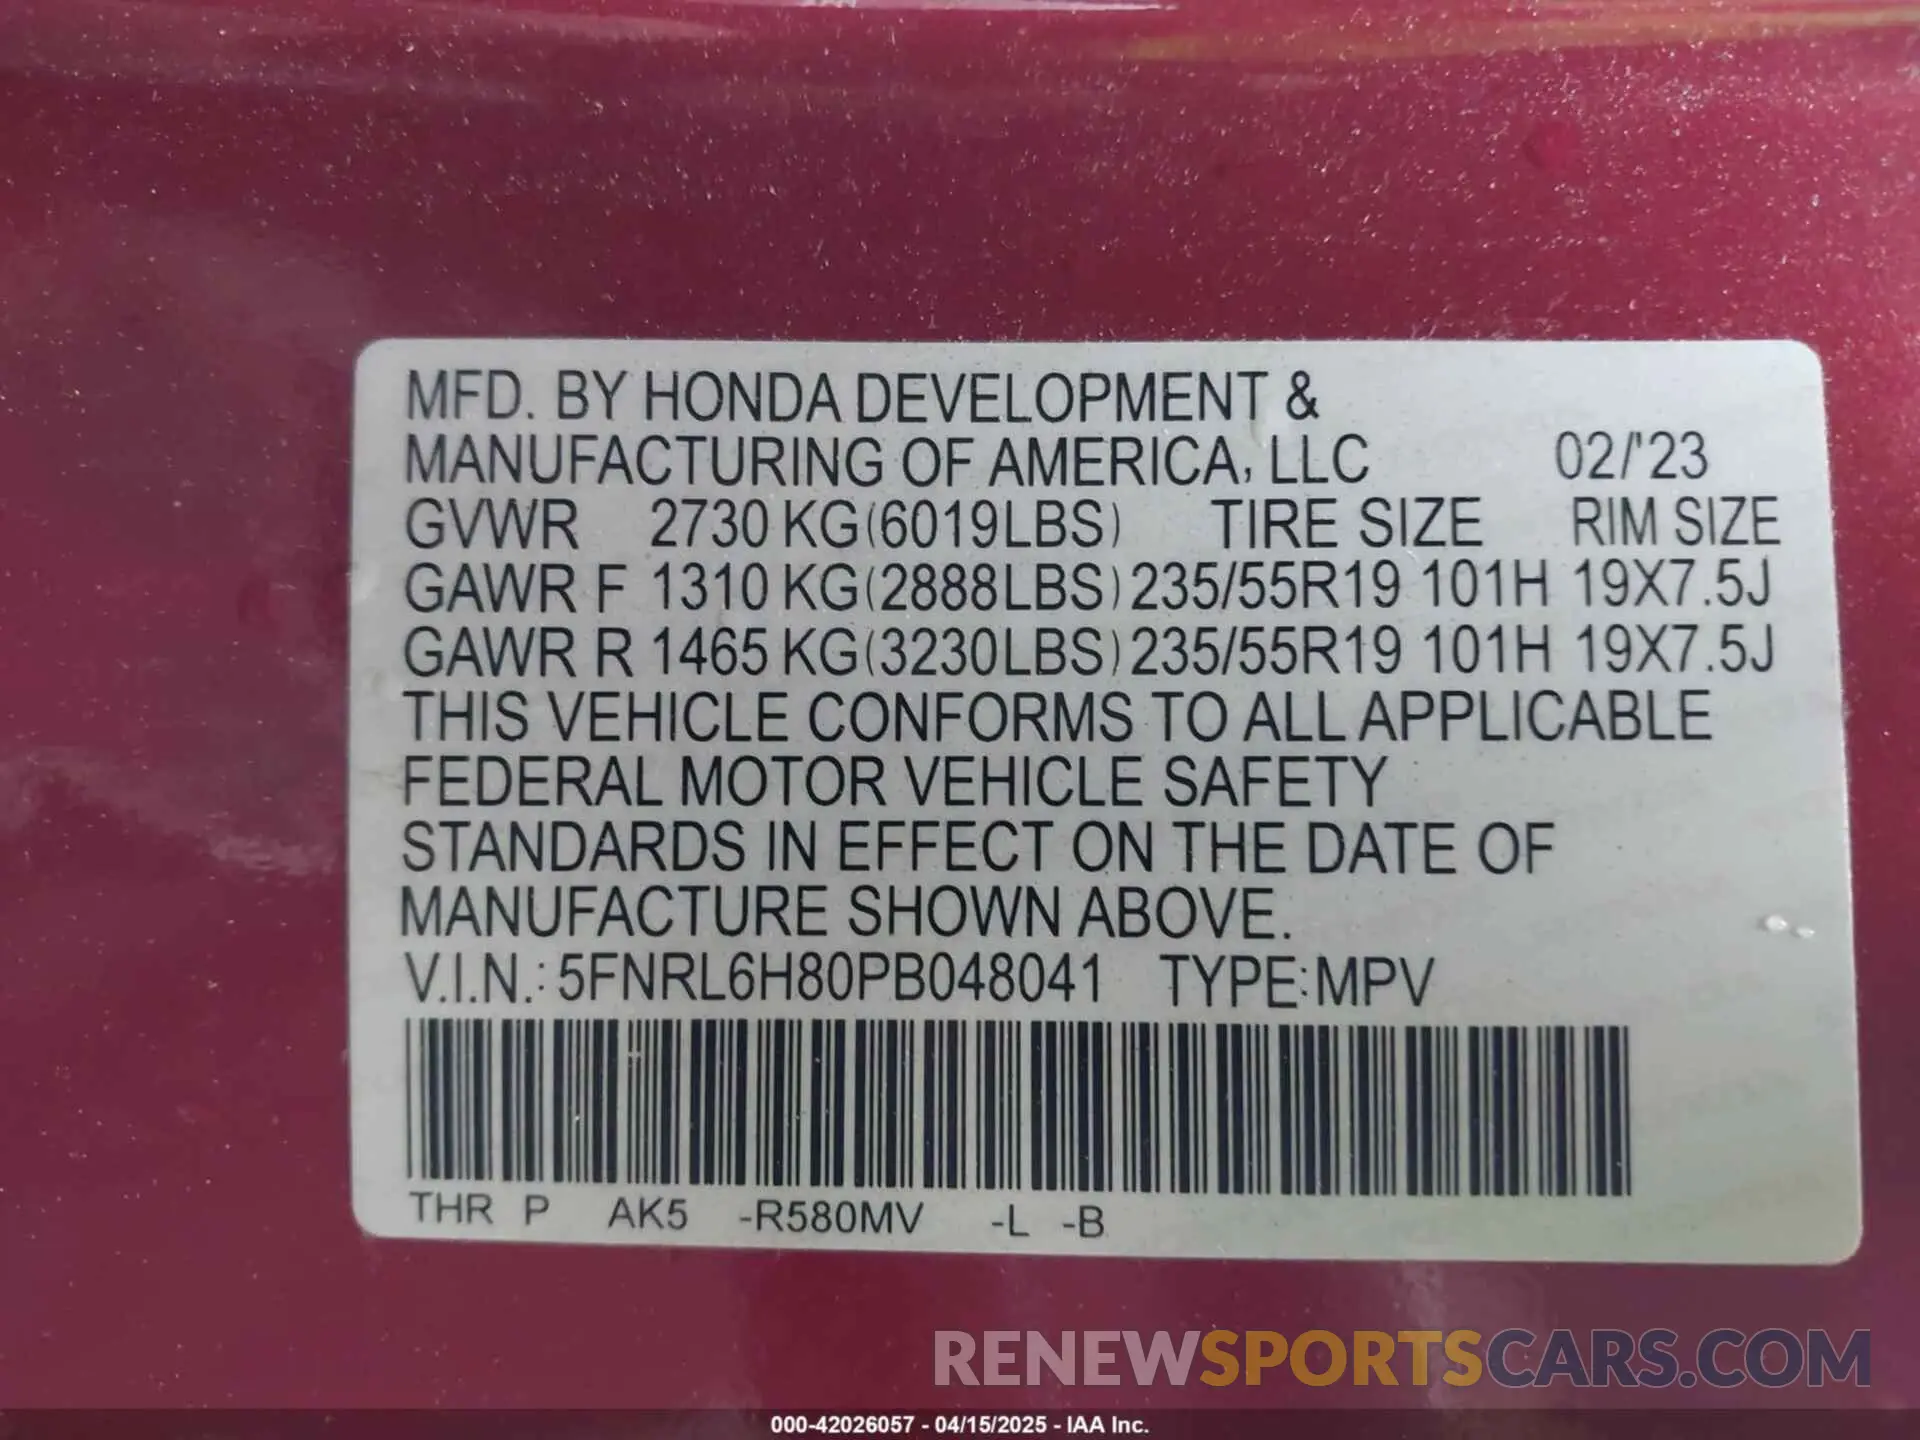 MFD. BY HONDA DEVELOPMENT &
MANUFACTURING OF AMERICA, LLC 02/'23
GVWR 2730 KG(6019LBS) TIRE SIZE RIM SIZE
GAWR F 1310 KG(2888LBS) 235/55R19 101H 19X7.5J
GAWR R 1465 KG(3230LBS) 235/55R19 101H 19X7.5J
THIS VEHICLE CONFORMS TO ALL APPLICABLE
FEDERAL MOTOR VEHICLE SAFETY
STANDARDS IN EFFECT ON THE DATE OF
MANUFACTURE SHOWN ABOVE.
V.I.N.: 5FNRL6H80PB048041 TYPE:MPV
THR P AK5 -R580MV -L -B
RENEWSPORTSCARS.COM
000-42026057 - 04/15/2025 - IAA Inc.